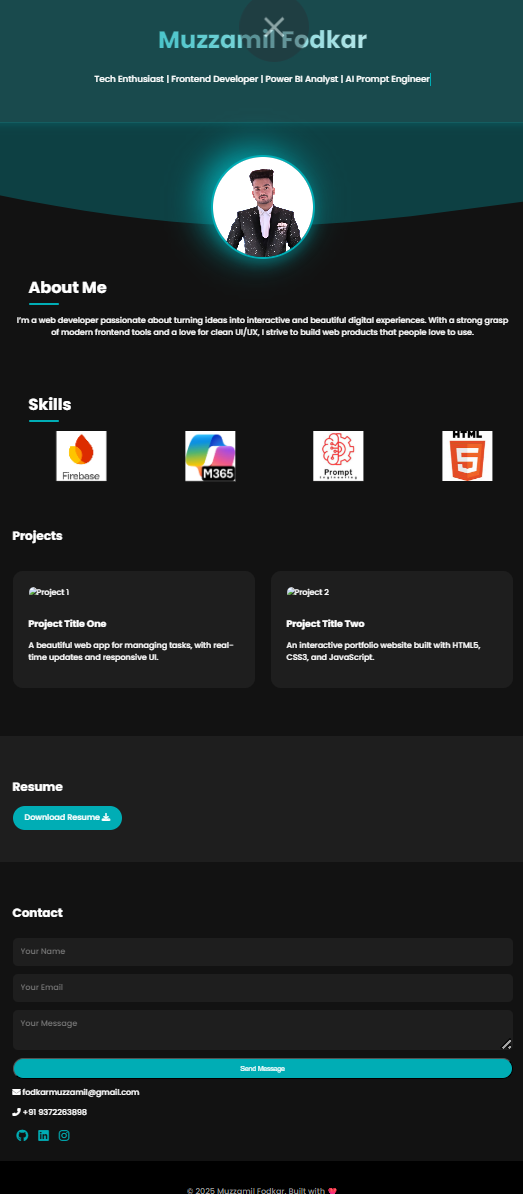 Muzzamil Fodkar
Tech Enthusiast | Frontend Developer | Power BI Analyst | AI Prompt Engineer
About Me
I'm a web developer passionate about turning ideas into interactive and beautiful digital experiences. With a strong grasp
of modern frontend tools and a love for clean UI/UX, I strive to build web products that people love to use.
Skills
Firebase
M365
Prompt
Engineering
HTML
5
Projects
Project 1
Project Title One
A beautiful web app for managing tasks, with real-
time updates and responsive UI.
Project 2
Project Title Two
An interactive portfolio website built with HTML5,
CSS3, and JavaScript.
Resume
Download Resume
Contact
Your Name
Your Email
Your Message
Send Message
fodkarmuzzamil@gmail.com
+91 9372263898
© 2025 Muzzamil Fodkar. Built with 💖